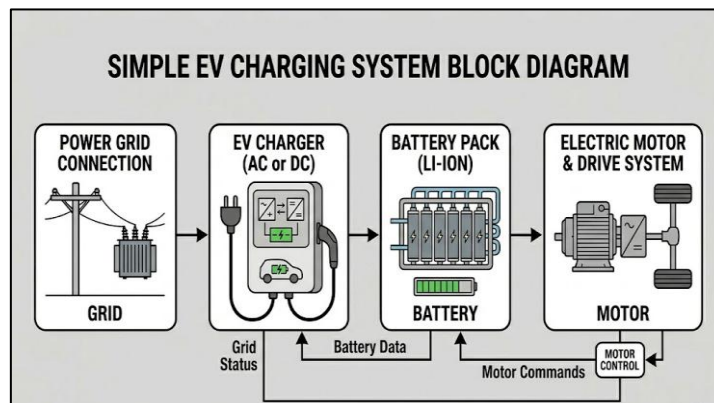 SIMPLE EV CHARGING SYSTEM BLOCK DIAGRAM
POWER GRID
CONNECTION
GRID
EV CHARGER
(AC or DC)
BATTERY PACK
(LI-ION)
BATTERY
ELECTRIC MOTOR
& DRIVE SYSTEM
MOTOR
Grid
Status
Battery Data
Motor Commands
MOTOR
CONTROL